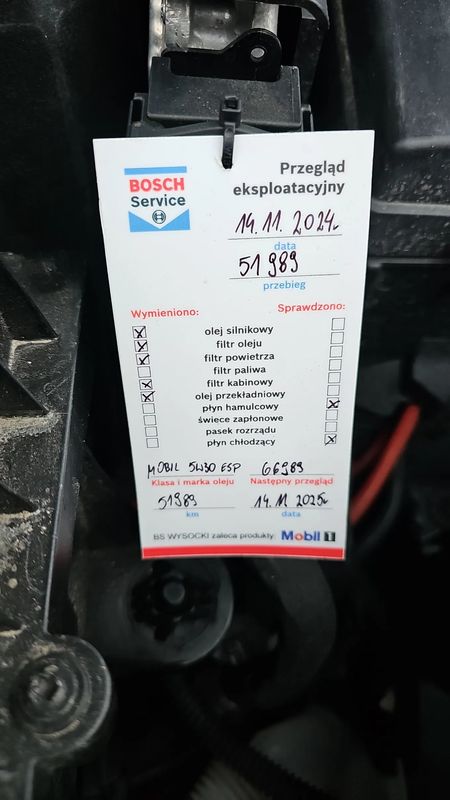 BOSCH
Service
Przegląd
eksploatacyjny
14.11.2024r
data
51989
przebieg
Wymieniono: Sprawdzono:
olej silnikowy
filtr oleju
filtr powietrza
filtr paliwa
filtr kabinowy
olej przekładniowy
płyn hamulcowy
świece zapłonowe
pasek rozrządu
płyn chłodzący
MOBIL 5W30 ESP 66989
Klasa i marka oleju Następny przegląd
51989 14.11.2025r
km data
BS WYSOCKI zaleca produkty: Mobil 1